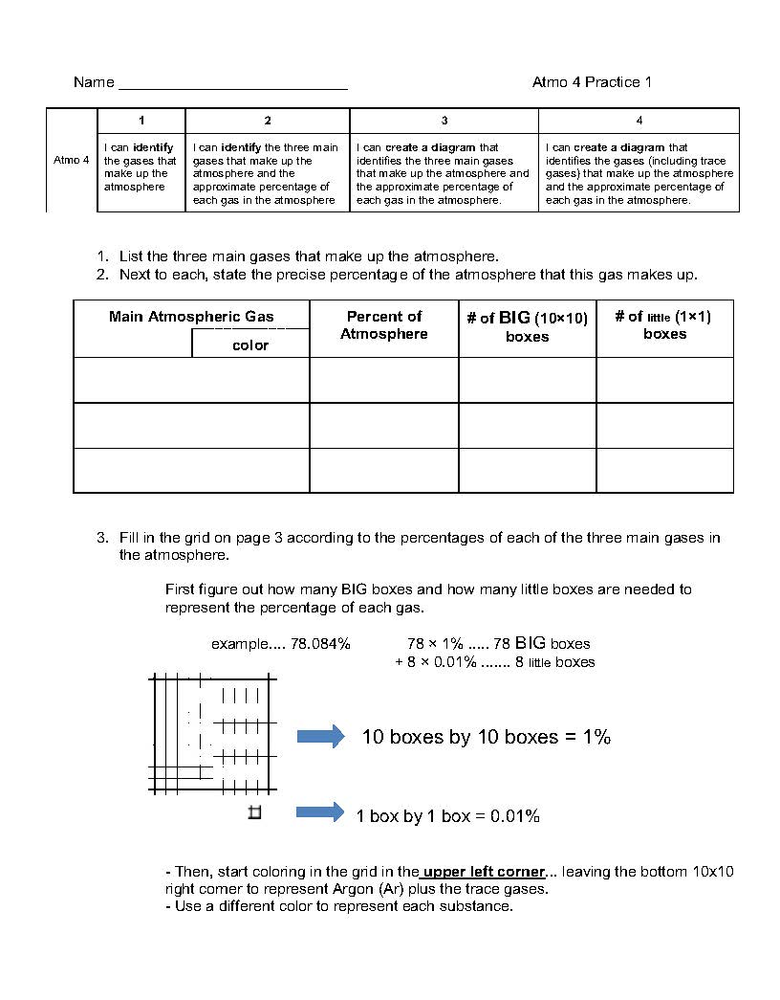 Name ____________________________ Atmo 4 Practice 1
1 2 3 4
Atmo 4
I can identify
the gases that
make up the
atmosphere
I can identify the three main
gases that make up the
atmosphere and the
approximate percentage of
each gas in the atmosphere
I can create a diagram that
identifies the three main gases
that make up the atmosphere and
the approximate percentage of
each gas in the atmosphere.
I can create a diagram that
identifies the gases (including trace
gases) that make up the atmosphere
and the approximate percentage of
each gas in the atmosphere.
1. List the three main gases that make up the atmosphere.
2. Next to each, state the precise percentage of the atmosphere that this gas makes up.
Main Atmospheric Gas
color
Percent of
Atmosphere
# of BIG (10×10)
boxes
# of little (1×1)
boxes
3. Fill in the grid on page 3 according to the percentages of each of the three main gases in
the atmosphere.
First figure out how many BIG boxes and how many little boxes are needed to
represent the percentage of each gas.
example.... 78.084% 78 × 1% ..... 78 BIG boxes
+ 8 × 0.01% ....... 8 little boxes
10 boxes by 10 boxes = 1%
1 box by 1 box = 0.01%
- Then, start coloring in the grid in the upper left corner... leaving the bottom 10x10
right corner to represent Argon (Ar) plus the trace gases.
- Use a different color to represent each substance.